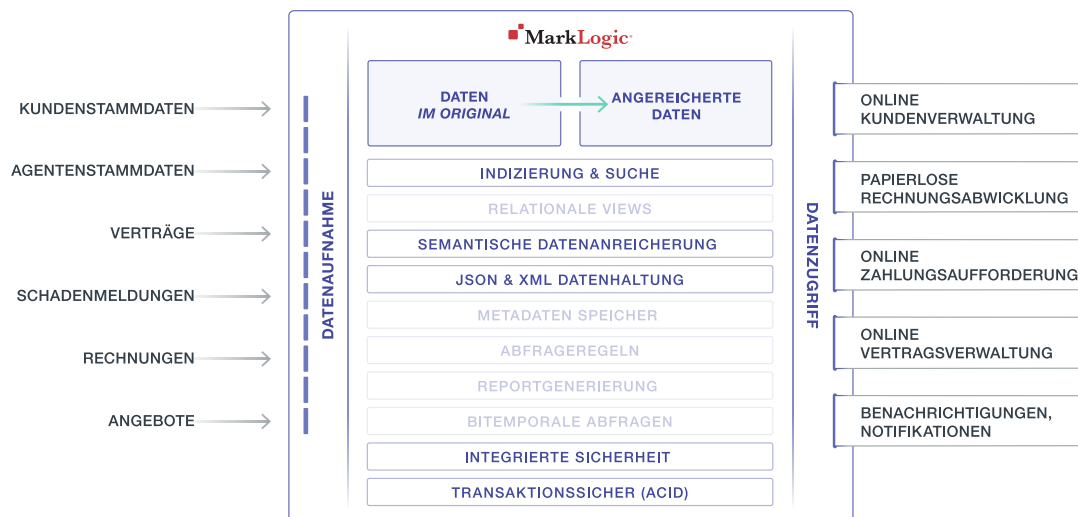 MarkLogic
KUNDENSTAMMDATEN
AGENTENSTAMMDATEN
VERTRÄGE
SCHADENMELDUNGEN
RECHNUNGEN
ANGEBOTE
DATENAUFNAHME
DATEN
IM ORIGINAL
ANGEREICHERTE
DATEN
INDIZIERUNG & SUCHE
RELATIONALE VIEWS
SEMANTISCHE DATENANREICHERUNG
JSON & XML DATENHALTUNG
METADATEN SPEICHER
ABFRAGEREGELN
REPORTGENERIERUNG
BITEMPORALE ABFRAGEN
INTEGRIERTE SICHERHEIT
TRANSAKTIONSSICHER (ACID)
DATENZUGRIFF
ONLINE
KUNDENVERWALTUNG
PAPIERLOSE
RECHNUNGSABWICKLUNG
ONLINE
ZAHLUNGSAUFFORDERUNG
ONLINE
VERTRAGSVERWALTUNG
BENACHRICHTIGUNGEN,
NOTIFIKATIONEN